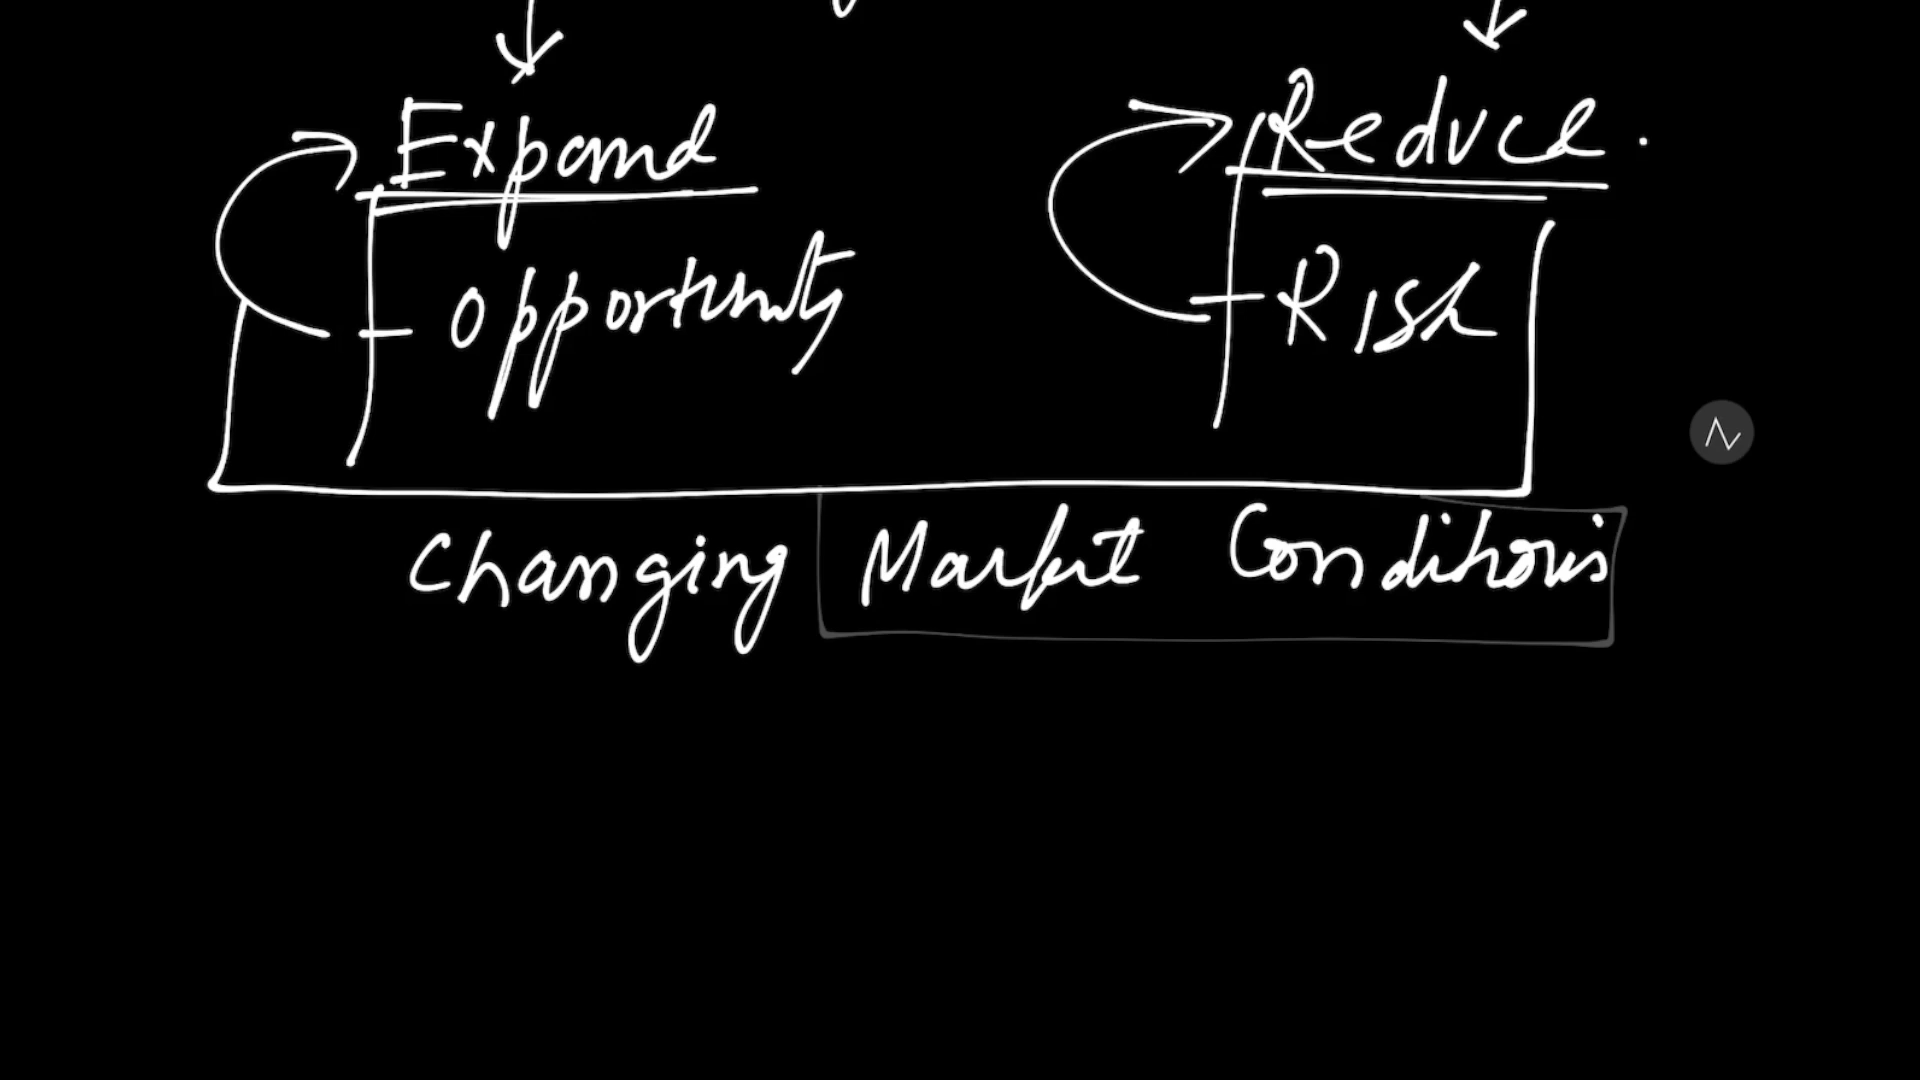 Expand Reduce.
- Opportunity - Risk
Changing Market Conditions